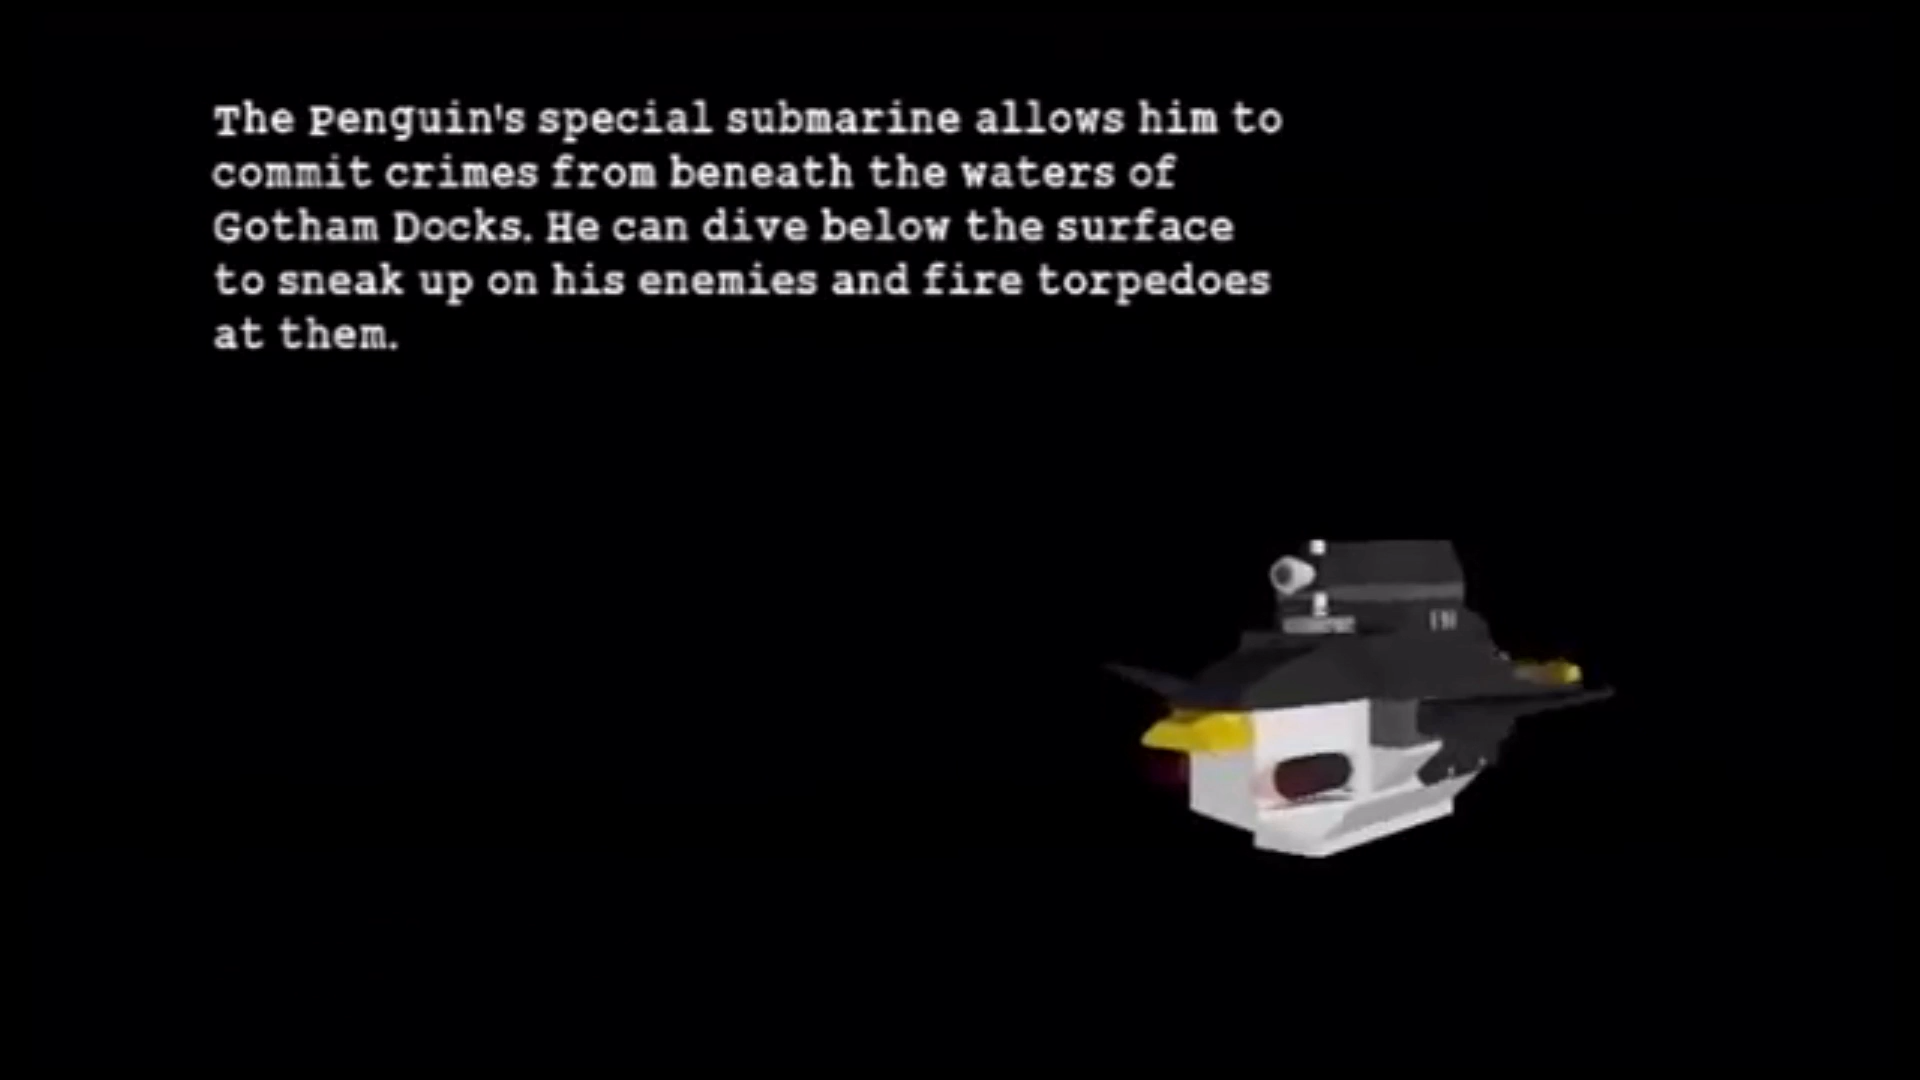 The Penguin's special submarine allows him to
commit crimes from beneath the waters of
Gotham Docks. He can dive below the surface
to sneak up on his enemies and fire torpedoes
at them.